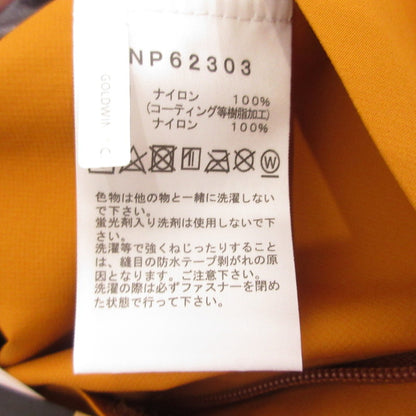 NP62303
GOLDWIN
ナイロン 100%
(コーティング等樹脂加工)
ナイロン 100%
色物は他の物と一緒に洗濯しない
で下さい。
蛍光剤入り洗剤は使用しないで下
さい。
洗濯等で強くねじったりすること
は、縫目の防水テープ剥がれの原
因となります。ご注意下さい。
洗濯の際は必ずファスナーを閉め
た状態で行って下さい。